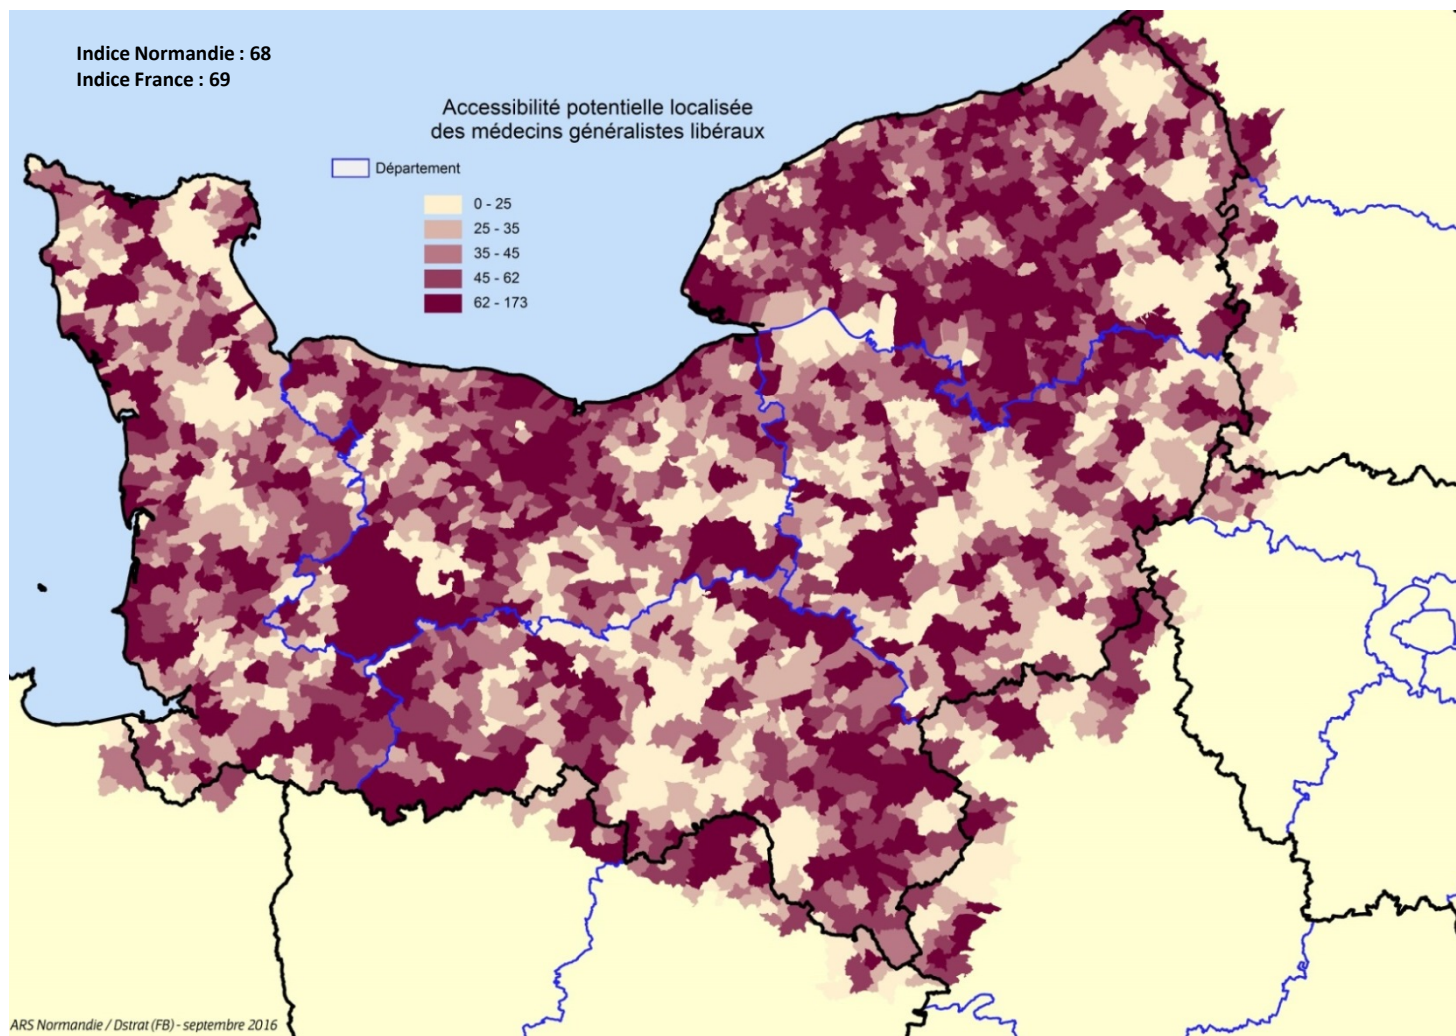 Indice Normandie : 68
Indice France : 69
Accessibilité potentielle localisée
des médecins généralistes libéraux
Département
0 - 25
25 - 35
35 - 45
45 - 62
62 - 173
ARS Normandie / Dstrat (FB) - septembre 2016